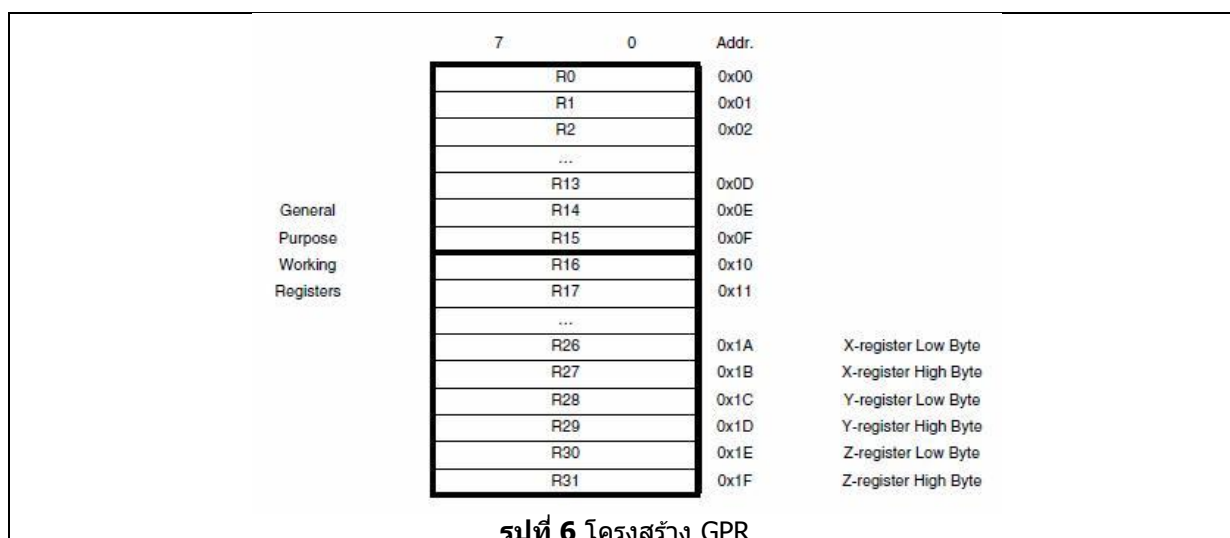 7 0 Addr.
R0 0x00
R1 0x01
R2 0x02
...
R13 0x0D
General R14 0x0E
Purpose R15 0x0F
Working R16 0x10
Registers R17 0x11
...
R26 0x1A X-register Low Byte
R27 0x1B X-register High Byte
R28 0x1C Y-register Low Byte
R29 0x1D Y-register High Byte
R30 0x1E Z-register Low Byte
R31 0x1F Z-register High Byte
รูปที่ 6 โครงสร้าง GPR